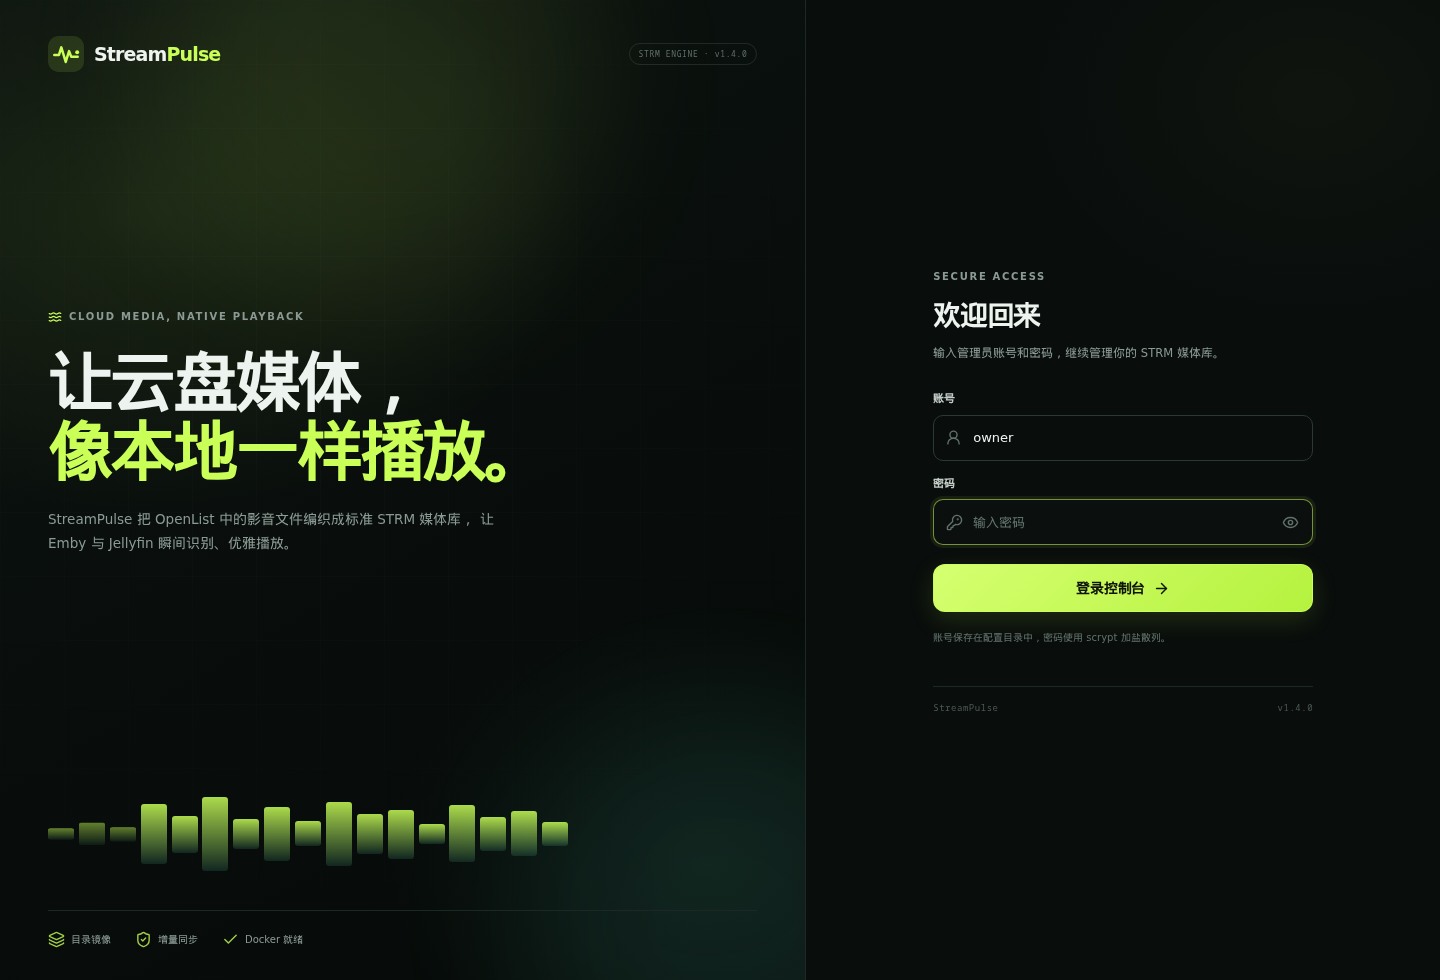 StreamPulse
STRM ENGINE · v1.4.0
CLOUD MEDIA, NATIVE PLAYBACK
让云盘媒体，
像本地一样播放。
StreamPulse 把 OpenList 中的影音文件编织成标准 STRM 媒体库，让
Emby 与 Jellyfin 瞬间识别、优雅播放。
目录镜像
增量同步
Docker 就绪
SECURE ACCESS
欢迎回来
输入管理员账号和密码，继续管理你的 STRM 媒体库。
账号
owner
密码
输入密码
登录控制台
账号保存在配置目录中，密码使用 scrypt 加盐散列。
StreamPulse
v1.4.0